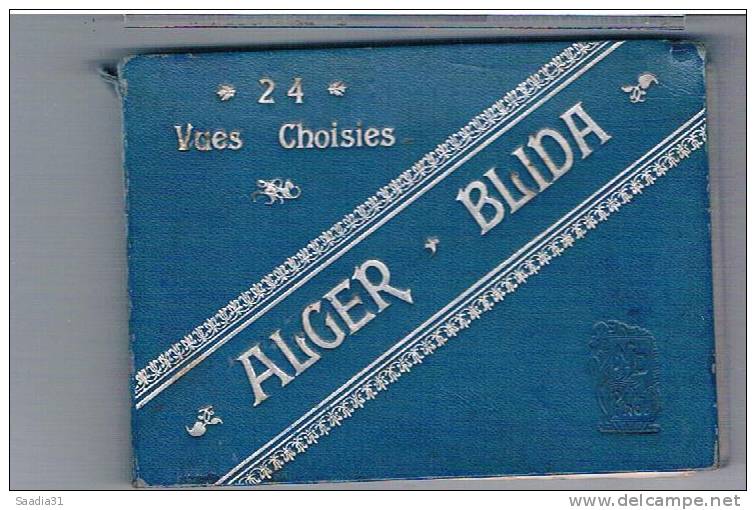 24
Vues Choisies
ALGER - BLIDA
Saadia31
www.delcampe.net